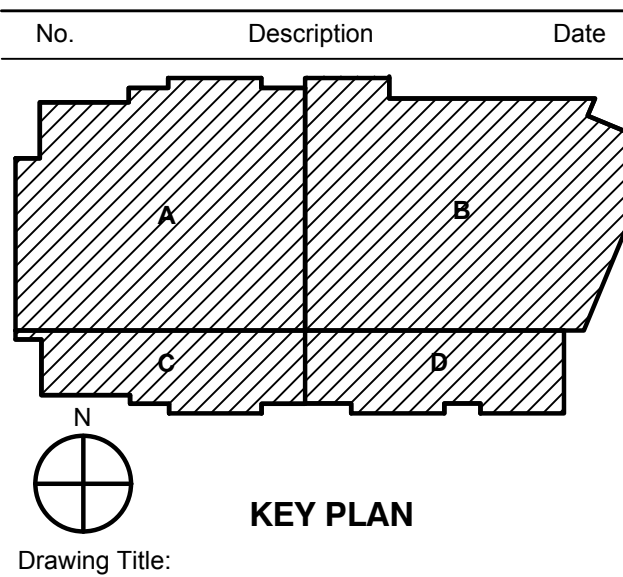 No. Description Date
A B
C D
N
KEY PLAN
Drawing Title: